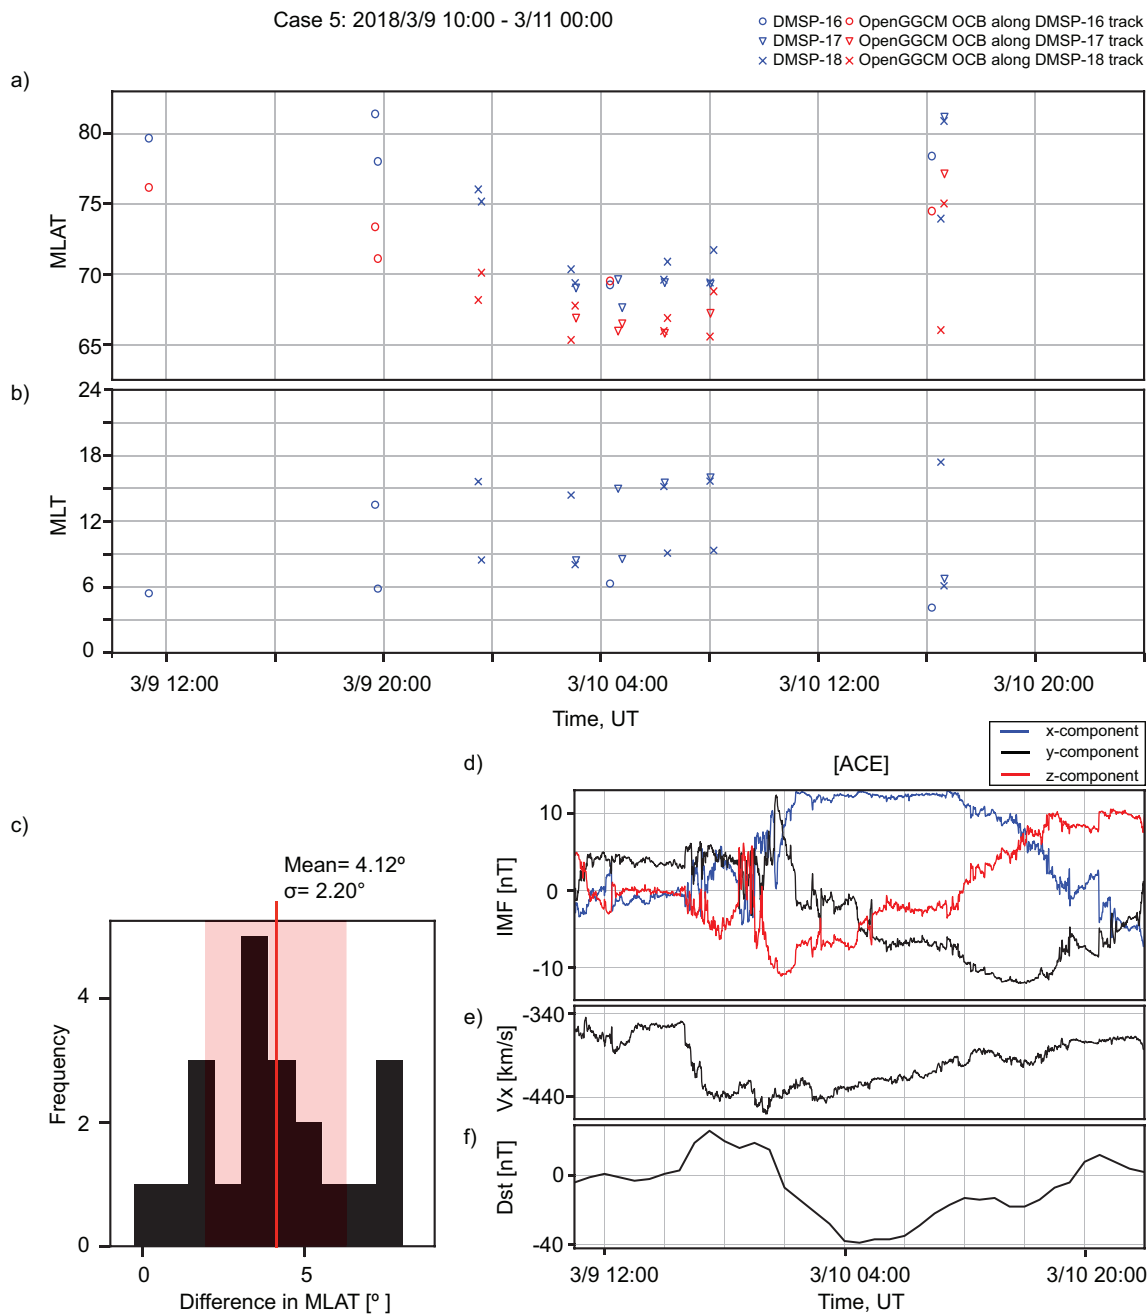 Case 5: 2018/3/9 10:00 - 3/11 00:00
DMSP-16 OpenGGCM OCB along DMSP-16 track
DMSP-17 OpenGGCM OCB along DMSP-17 track
DMSP-18 OpenGGCM OCB along DMSP-18 track
a)
80
75
70
65
MLAT
b)
24
18
12
6
0
MLT
3/9 12:00 3/9 20:00 3/10 04:00 3/10 12:00 3/10 20:00
Time, UT
c)
Mean= 4.12º
σ= 2.20°
4
2
0
Frequency
0 5
Difference in MLAT [º ]
d)
[ACE]
x-component
y-component
z-component
10
0
-10
IMF [nT]
e)
-340
-440
Vx [km/s]
f)
0
-40
Dst [nT]
3/9 12:00 3/10 04:00 3/10 20:00
Time, UT